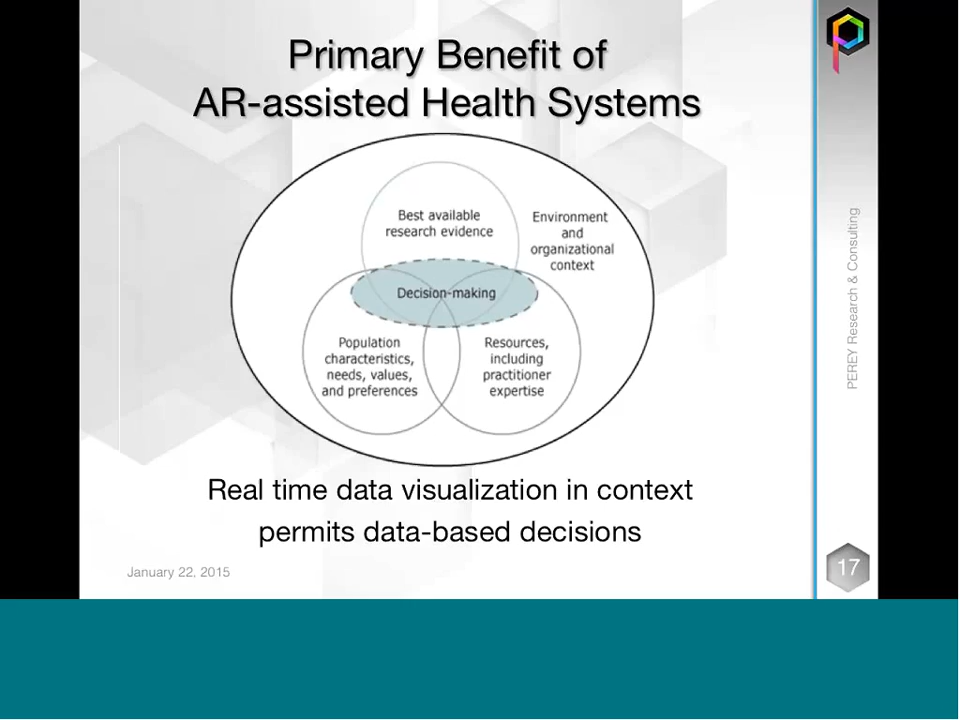 Primary Benefit of
AR-assisted Health Systems
Best available
research evidence
Environment
and
organizational
context
Decision-making
Population
characteristics,
needs, values,
and preferences
Resources,
including
practitioner
expertise
Real time data visualization in context
permits data-based decisions
January 22, 2015
PEREY Research & Consulting
17